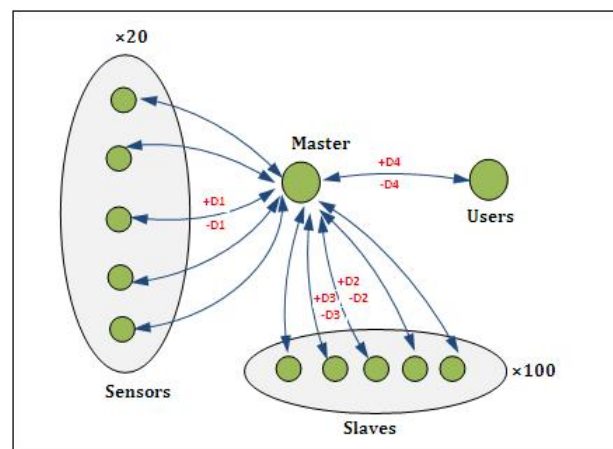 ×20
Master
+D4
-D4
Users
+D1
-D1
+D2
-D2
+D3
-D3
×100
Sensors
Slaves